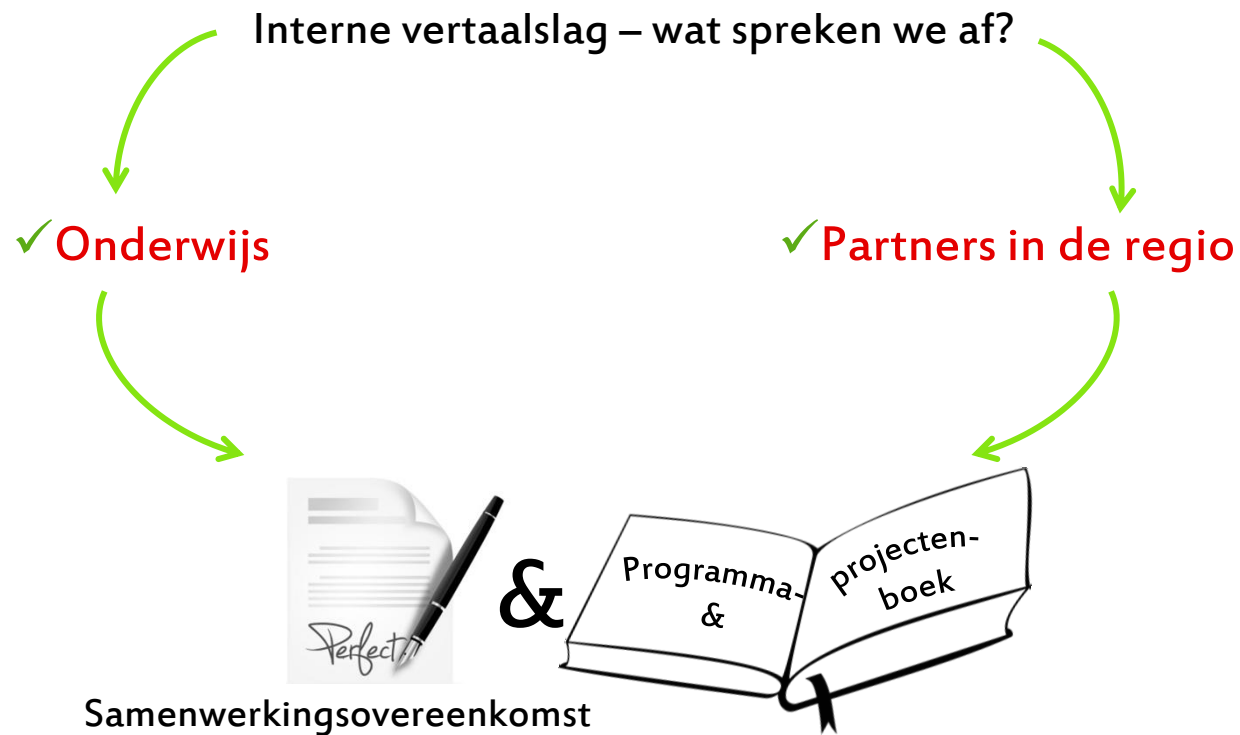 Interne vertaalslag – wat spreken we af?
✓Onderwijs
✓Partners in de regio
Perfect
&
Programma-
&
projecten-
boek
Samenwerkingsovereenkomst